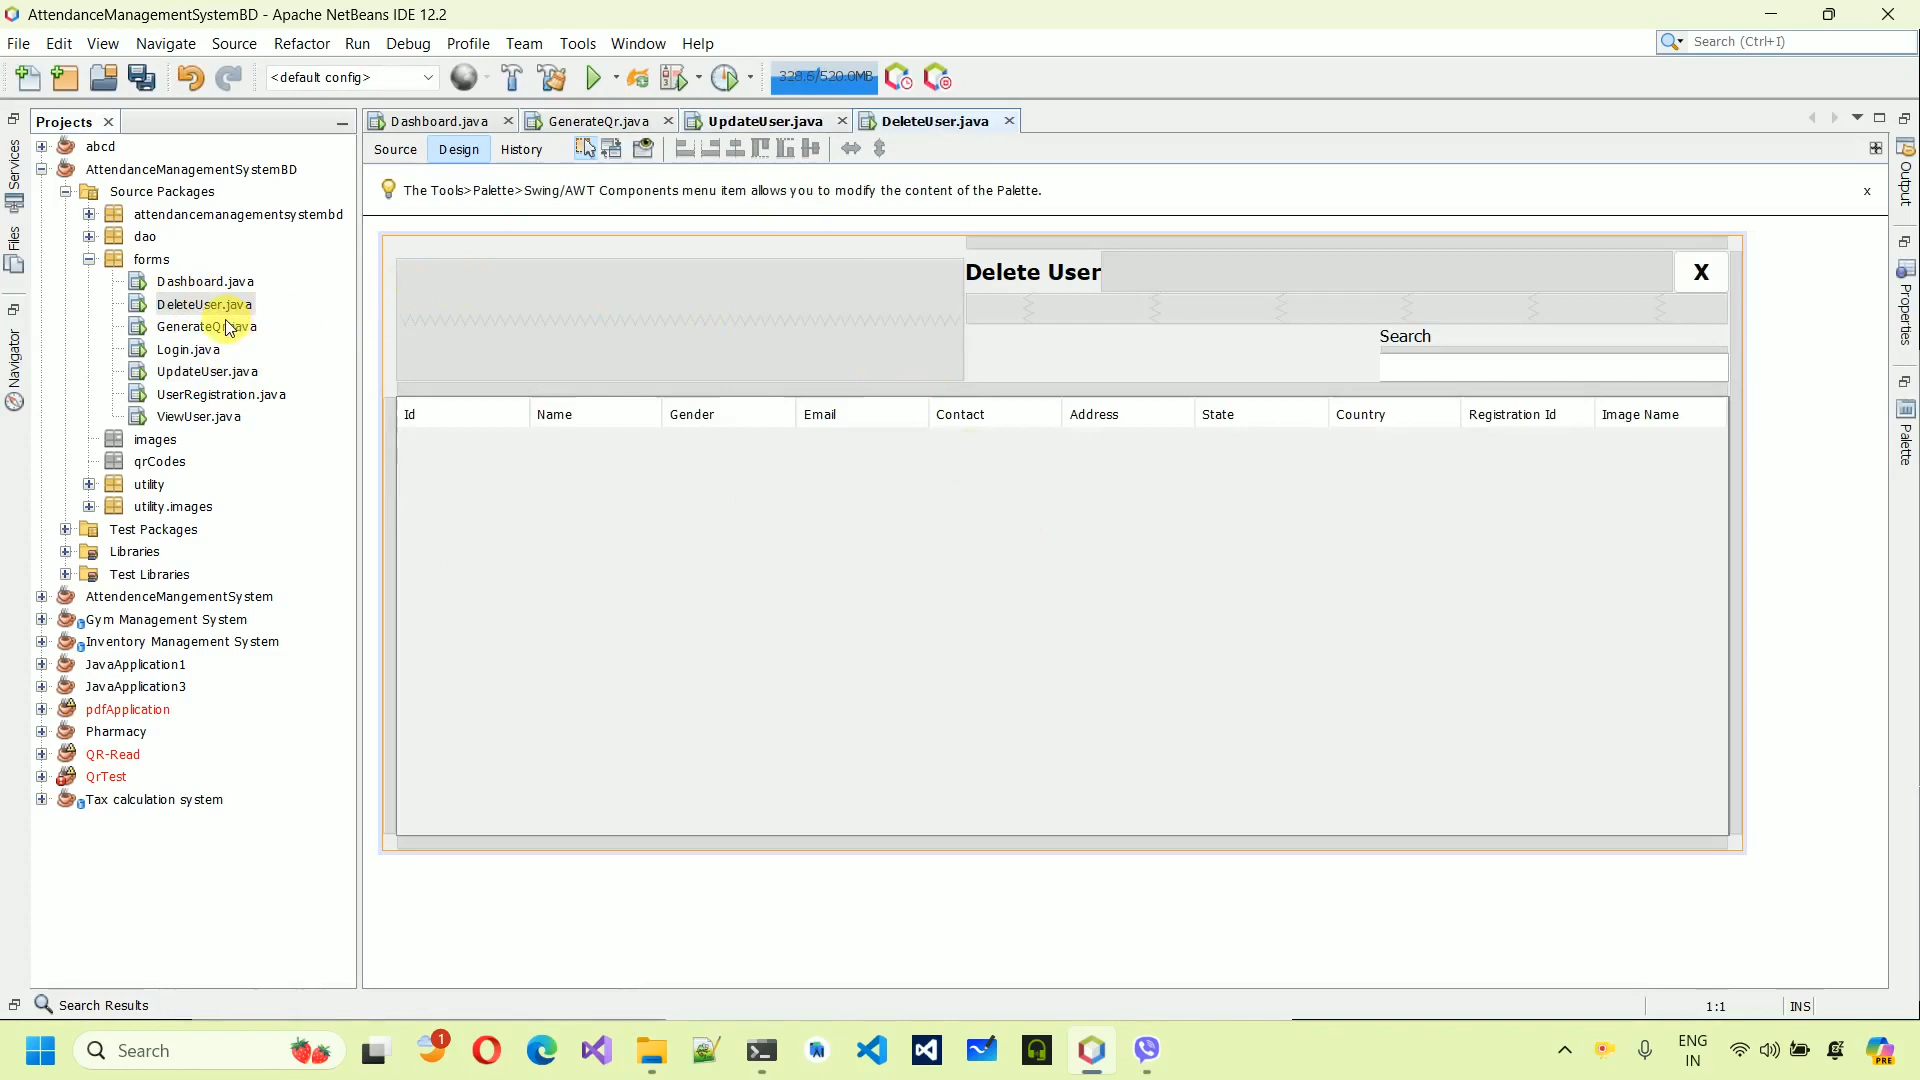 AttendanceManagementSystemBD - Apache NetBeans IDE 12.2
File Edit View Navigate Source Refactor Run Debug Profile Team Tools Window Help
Search (Ctrl+I)
<default config>
328.6/520.0MB
Projects
Dashboard.java
GenerateQr.java
UpdateUser.java
DeleteUser.java
Source Design History
The Tools>Palette>Swing/AWT Components menu item allows you to modify the content of the Palette.
x
Services
Files
Navigator
abcd
AttendanceManagementSystemBD
Source Packages
attendancemanagementsystembd
dao
forms
Dashboard.java
DeleteUser.java
GenerateQr.java
Login.java
UpdateUser.java
UserRegistration.java
ViewUser.java
images
qrCodes
utility
utility.images
Test Packages
Libraries
Test Libraries
AttendenceMangementSystem
Gym Management System
Inventory Management System
JavaApplication1
JavaApplication3
pdfApplication
Pharmacy
QR-Read
QrTest
Tax calculation system
Delete User
X
Search
Id Name Gender Email Contact Address State Country Registration Id Image Name
Output
Properties
Palette
Search Results
1:1
INS
Search
1
ENG
IN
PRE